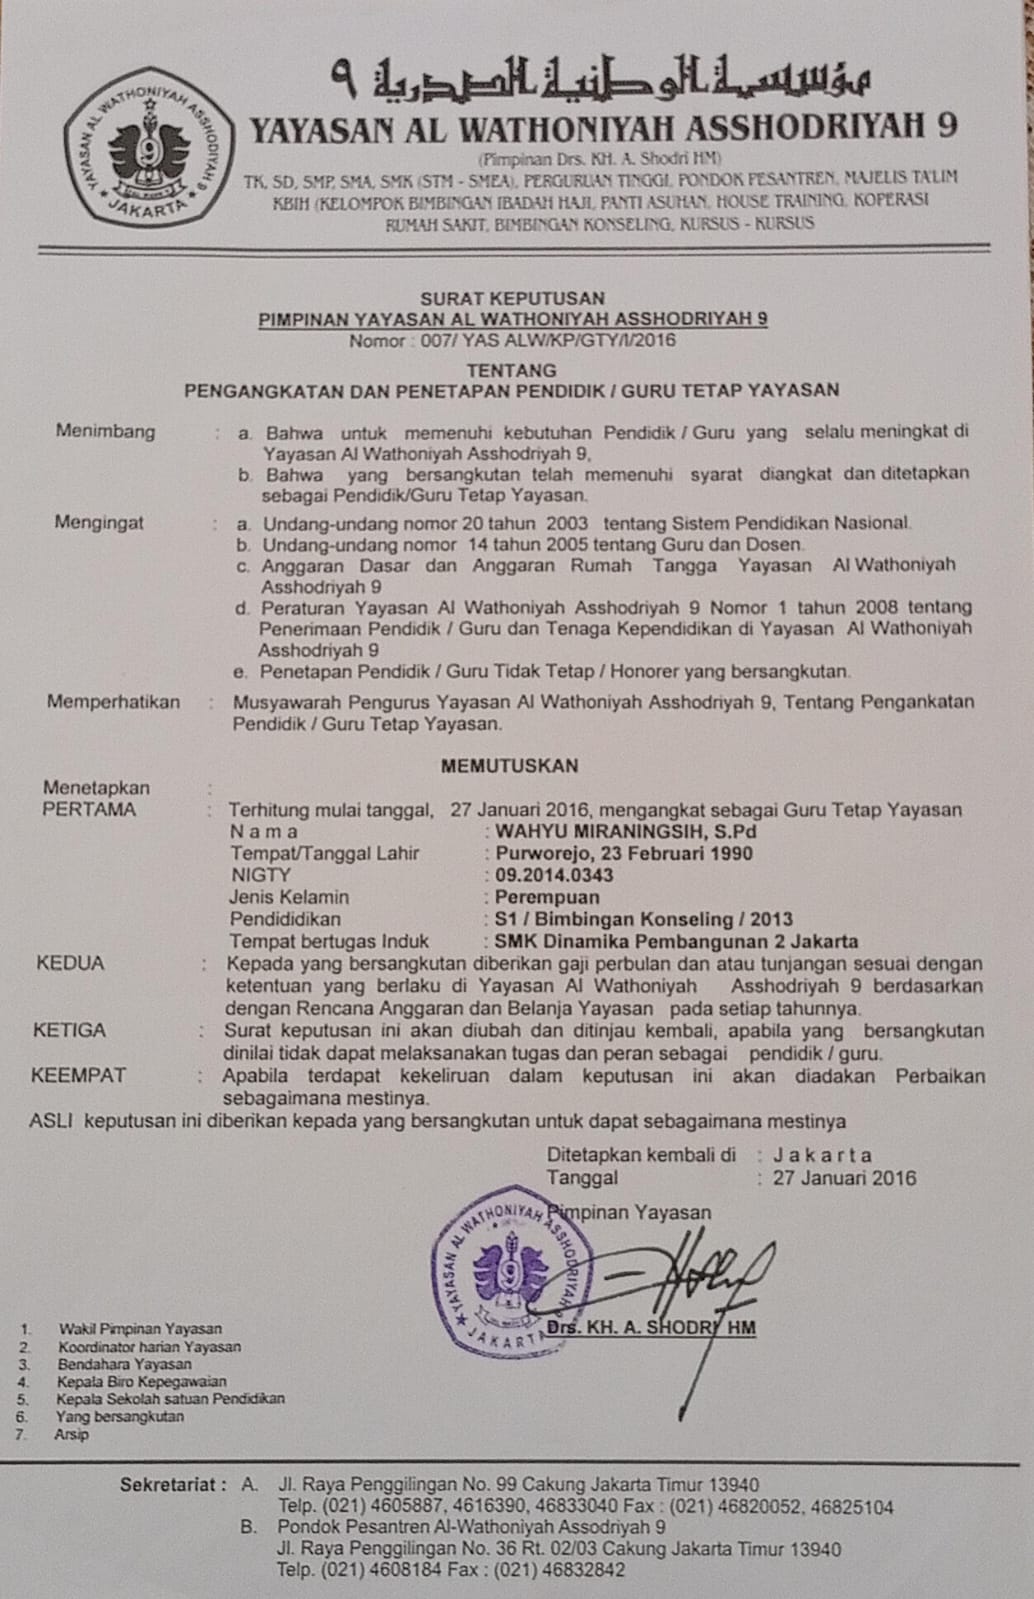 مؤسسة الوطنية الصدرية ٩
YAYASAN AL WATHONIYAH ASSHODRIYAH 9
(Pimpinan Drs. KH. A. Shodri HM)
TK, SD, SMP, SMA, SMK (STM - SMEA), PERGURUAN TINGGI, PONDOK PESANTREN, MAJELIS TA'LIM
KBIH (KELOMPOK BIMBINGAN IBADAH HAJI, PANTI ASUHAN, HOUSE TRAINING, KOPERASI
RUMAH SAKIT, BIMBINGAN KONSELING, KURSUS - KURSUS
YAYASAN AL WATHONIYAH ASSHODRIYAH 9
9
JAKARTA
SURAT KEPUTUSAN
PIMPINAN YAYASAN AL WATHONIYAH ASSHODRIYAH 9
Nomor : 007/ YAS ALW/KP/GTY/I/2016
TENTANG
PENGANGKATAN DAN PENETAPAN PENDIDIK / GURU TETAP YAYASAN
Menimbang : a. Bahwa untuk memenuhi kebutuhan Pendidik / Guru yang selalu meningkat di
Yayasan Al Wathoniyah Asshodriyah 9,
b. Bahwa yang bersangkutan telah memenuhi syarat diangkat dan ditetapkan
sebagai Pendidik/Guru Tetap Yayasan.
Mengingat : a. Undang-undang nomor 20 tahun 2003 tentang Sistem Pendidikan Nasional.
b. Undang-undang nomor 14 tahun 2005 tentang Guru dan Dosen.
c. Anggaran Dasar dan Anggaran Rumah Tangga Yayasan Al Wathoniyah
Asshodriyah 9
d. Peraturan Yayasan Al Wathoniyah Asshodriyah 9 Nomor 1 tahun 2008 tentang
Penerimaan Pendidik / Guru dan Tenaga Kependidikan di Yayasan Al Wathoniyah
Asshodriyah 9
e. Penetapan Pendidik / Guru Tidak Tetap / Honorer yang bersangkutan.
Memperhatikan : Musyawarah Pengurus Yayasan Al Wathoniyah Asshodriyah 9, Tentang Pengankatan
Pendidik / Guru Tetap Yayasan.
MEMUTUSKAN
Menetapkan :
PERTAMA : Terhitung mulai tanggal, 27 Januari 2016, mengangkat sebagai Guru Tetap Yayasan
N a m a : WAHYU MIRANINGSIH, S.Pd
Tempat/Tanggal Lahir : Purworejo, 23 Februari 1990
NIGTY : 09.2014.0343
Jenis Kelamin : Perempuan
Pendididikan : S1 / Bimbingan Konseling / 2013
Tempat bertugas Induk : SMK Dinamika Pembangunan 2 Jakarta
KEDUA : Kepada yang bersangkutan diberikan gaji perbulan dan atau tunjangan sesuai dengan
ketentuan yang berlaku di Yayasan Al Wathoniyah Asshodriyah 9 berdasarkan
dengan Rencana Anggaran dan Belanja Yayasan pada setiap tahunnya.
KETIGA : Surat keputusan ini akan diubah dan ditinjau kembali, apabila yang bersangkutan
dinilai tidak dapat melaksanakan tugas dan peran sebagai pendidik / guru.
KEEMPAT : Apabila terdapat kekeliruan dalam keputusan ini akan diadakan Perbaikan
sebagaimana mestinya.
ASLI keputusan ini diberikan kepada yang bersangkutan untuk dapat sebagaimana mestinya
Ditetapkan kembali di : J a k a r t a
Tanggal : 27 Januari 2016
Pimpinan Yayasan
YAYASAN AL WATHONIYAH ASSHODRIYAH 9
9
JAKARTA
Drs. KH. A. SHODRI HM
1. Wakil Pimpinan Yayasan
2. Koordinator harian Yayasan
3. Bendahara Yayasan
4. Kepala Biro Kepegawaian
5. Kepala Sekolah satuan Pendidikan
6. Yang bersangkutan
7. Arsip
Sekretariat : A. Jl. Raya Penggilingan No. 99 Cakung Jakarta Timur 13940
Telp. (021) 4605887, 4616390, 46833040 Fax : (021) 46820052, 46825104
B. Pondok Pesantren Al-Wathoniyah Assodriyah 9
Jl. Raya Penggilingan No. 36 Rt. 02/03 Cakung Jakarta Timur 13940
Telp. (021) 4608184 Fax : (021) 46832842